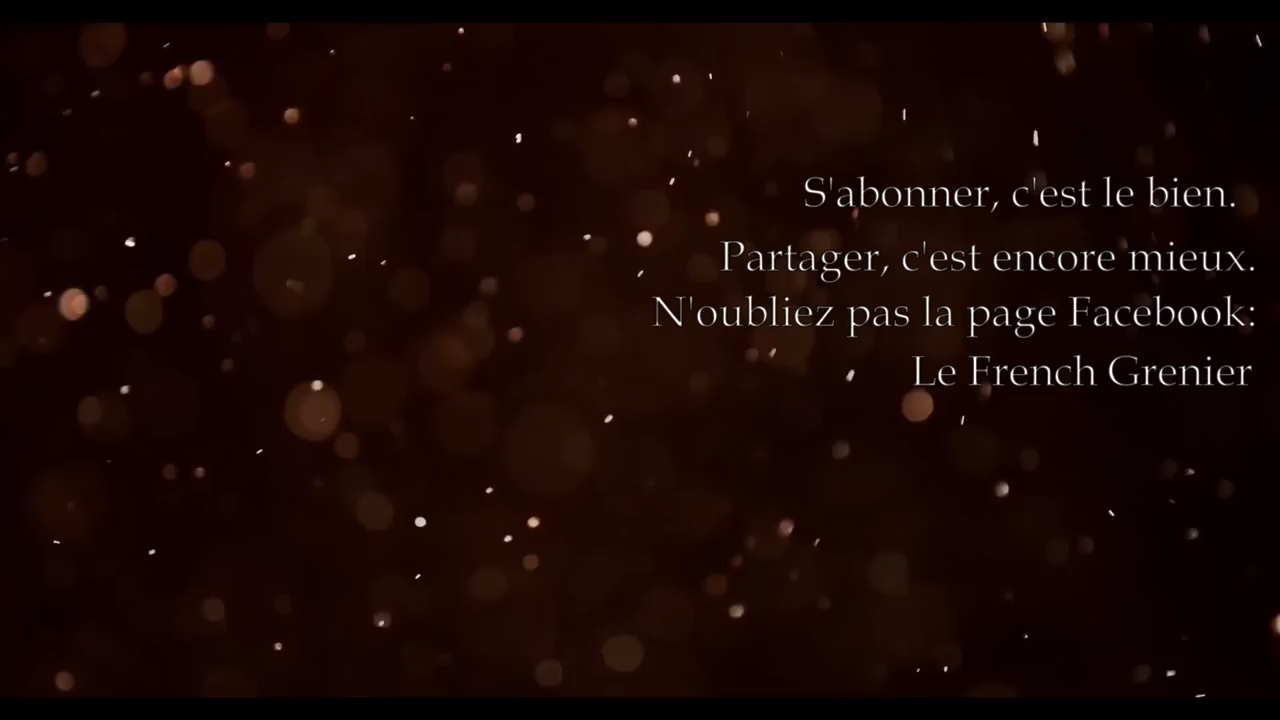 S'abonner, c'est le bien.
Partager, c'est encore mieux.
N'oubliez pas la page Facebook:
Le French Grenier